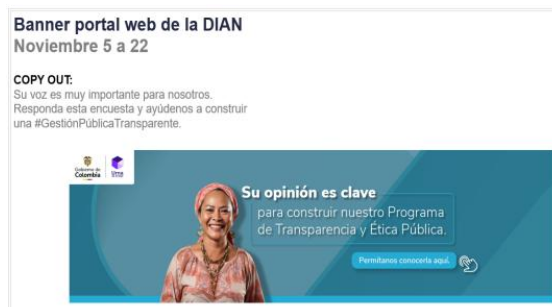 Banner portal web de la DIAN
Noviembre 5 a 22
COPY OUT:
Su voz es muy importante para nosotros.
Responda esta encuesta y ayúdenos a construir
una #GestiónPúblicaTransparente.
Gobierno de
Colombia
Su opinión es clave
para construir nuestro Programa
de Transparencia y Ética Pública.
Permítanos conocerla aquí.